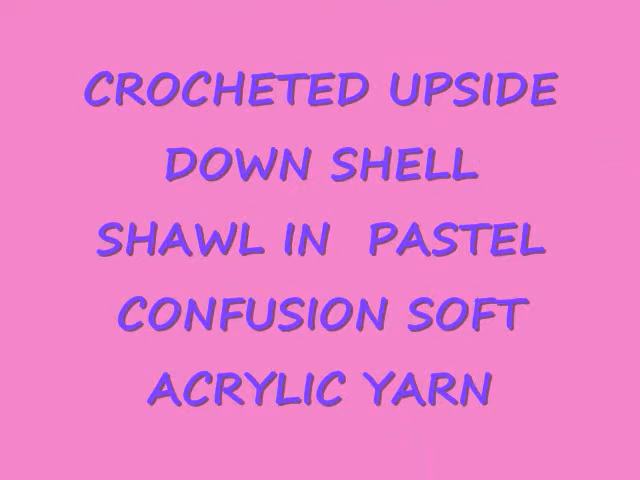 CROCHETED UPSIDE
DOWN SHELL
SHAWL IN  PASTEL
CONFUSION SOFT
ACRYLIC YARN